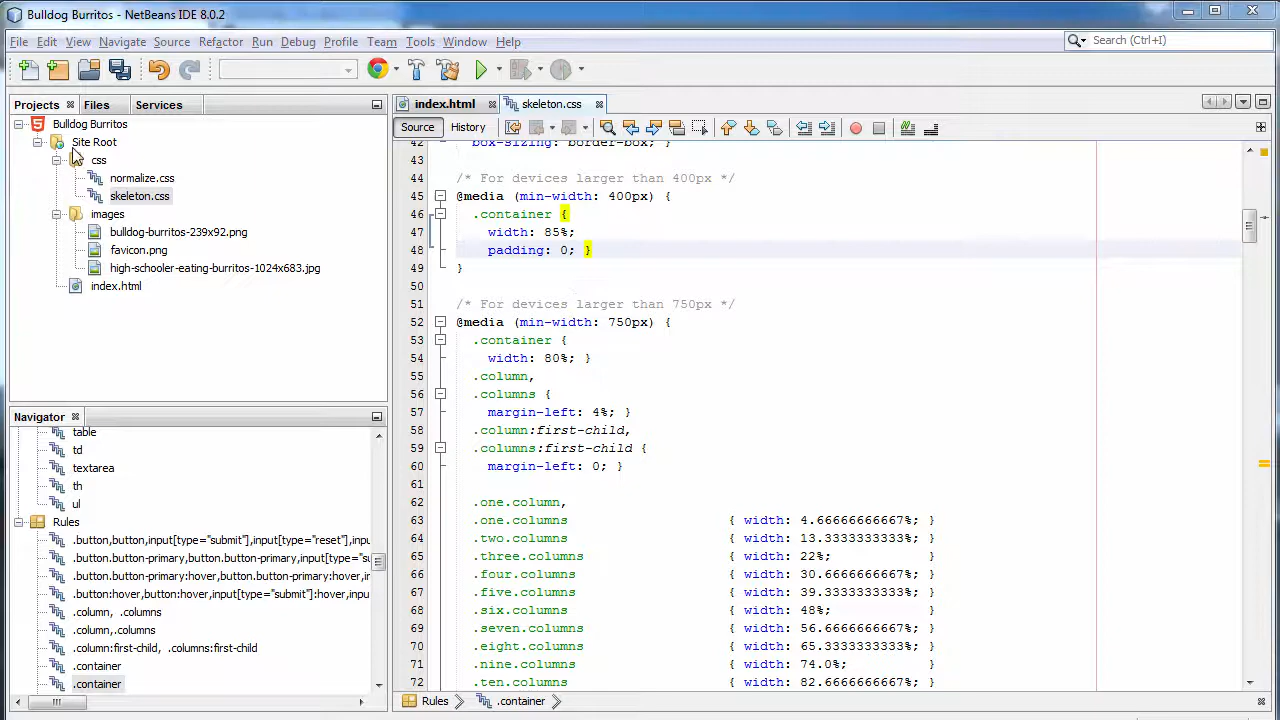 Bulldog Burritos - NetBeans IDE 8.0.2
File Edit View Navigate Source Refactor Run Debug Profile Team Tools Window Help
Search (Ctrl+I)
Projects Files Services
Bulldog Burritos
Site Root
css
normalize.css
skeleton.css
images
bulldog-burritos-239x92.png
favicon.png
high-schooler-eating-burritos-1024x683.jpg
index.html
Navigator
table
td
textarea
th
ul
Rules
.button,button,input[type="submit"],input[type="reset"],inp
.button.button-primary,button.button-primary,input[type="su
.button.button-primary:hover,button.button-primary:hover,ir
.button:hover,button:hover,input[type="submit"]:hover,input
.column, .columns
.column,.columns
.column:first-child, .columns:first-child
.container
.container
index.html skeleton.css
Source History
42 box-sizing: border-box; }
43
44 /* For devices larger than 400px */
45 @media (min-width: 400px) {
46 .container {
47 width: 85%;
48 padding: 0; }
49 }
50
51 /* For devices larger than 750px */
52 @media (min-width: 750px) {
53 .container {
54 width: 80%; }
55 .column,
56 .columns {
57 margin-left: 4%; }
58 .column:first-child,
59 .columns:first-child {
60 margin-left: 0; }
61
62 .one.column,
63 .one.columns { width: 4.66666666667%; }
64 .two.columns { width: 13.3333333333%; }
65 .three.columns { width: 22%; }
66 .four.columns { width: 30.6666666667%; }
67 .five.columns { width: 39.3333333333%; }
68 .six.columns { width: 48%; }
69 .seven.columns { width: 56.6666666667%; }
70 .eight.columns { width: 65.3333333333%; }
71 .nine.columns { width: 74.0%; }
72 .ten.columns { width: 82.6666666667%; }
Rules .container